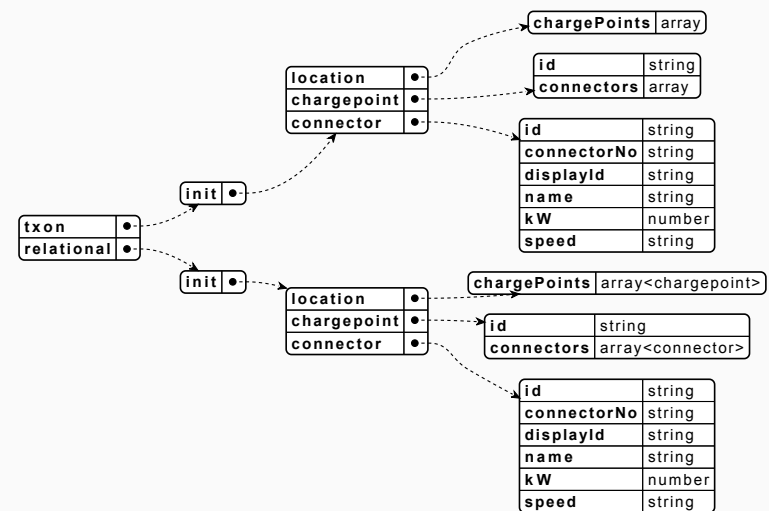 txon
relational
init
location
chargepoint
connector
chargePoints array
id string
connectors array
id string
connectorNo string
displayId string
name string
kW number
speed string
init
location
chargepoint
connector
chargePoints array<chargepoint>
id string
connectors array<connector>
id string
connectorNo string
displayId string
name string
kW number
speed string